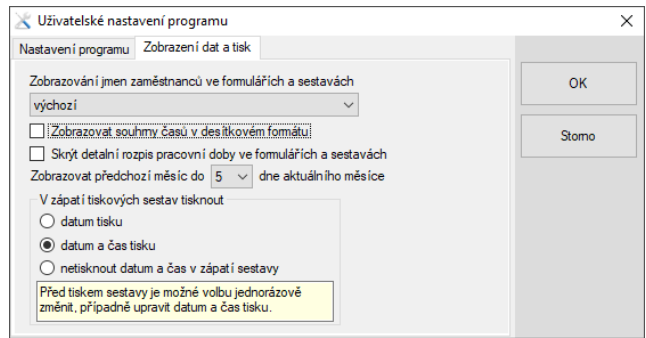 Uživatelské nastavení programu
Nastavení programu Zobrazení dat a tisk
Zobrazování jmen zaměstnanců ve formulářích a sestavách
výchozí
Zobrazovat souhrny časů v desítkovém formátu
Skrýt detalní rozpis pracovní doby ve formulářích a sestavách
Zobrazovat předchozí měsíc do 5 dne aktuálního měsíce
V zápatí tiskových sestav tisknout
datum tisku
datum a čas tisku
netisknout datum a čas v zápatí sestavy
Před tiskem sestavy je možné volbu jednorázově
změnit, případně upravit datum a čas tisku.
OK
Storno